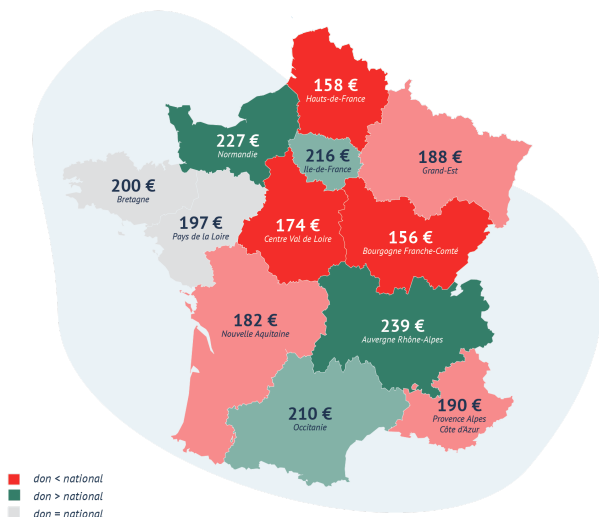 158 €
Hauts-de-France
227 €
Normandie
216 €
Ile-de-France
188 €
Grand-Est
200 €
Bretagne
197 €
Pays de la Loire
174 €
Centre Val de Loire
156 €
Bourgogne Franche-Comté
182 €
Nouvelle Aquitaine
239 €
Auvergne Rhône-Alpes
210 €
Occitanie
190 €
Provence Alpes
Côte d'Azur
don < national
don > national
don = national